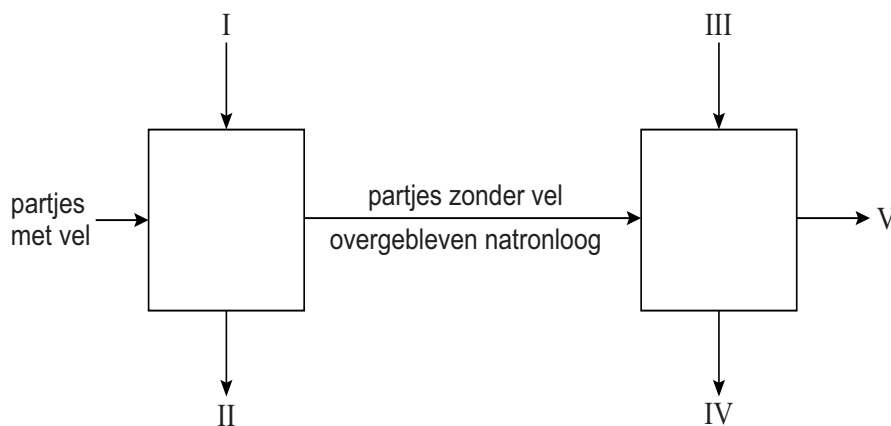 I
III
partjes
met vel
partjes zonder vel
overgebleven natronloog
V
II
IV